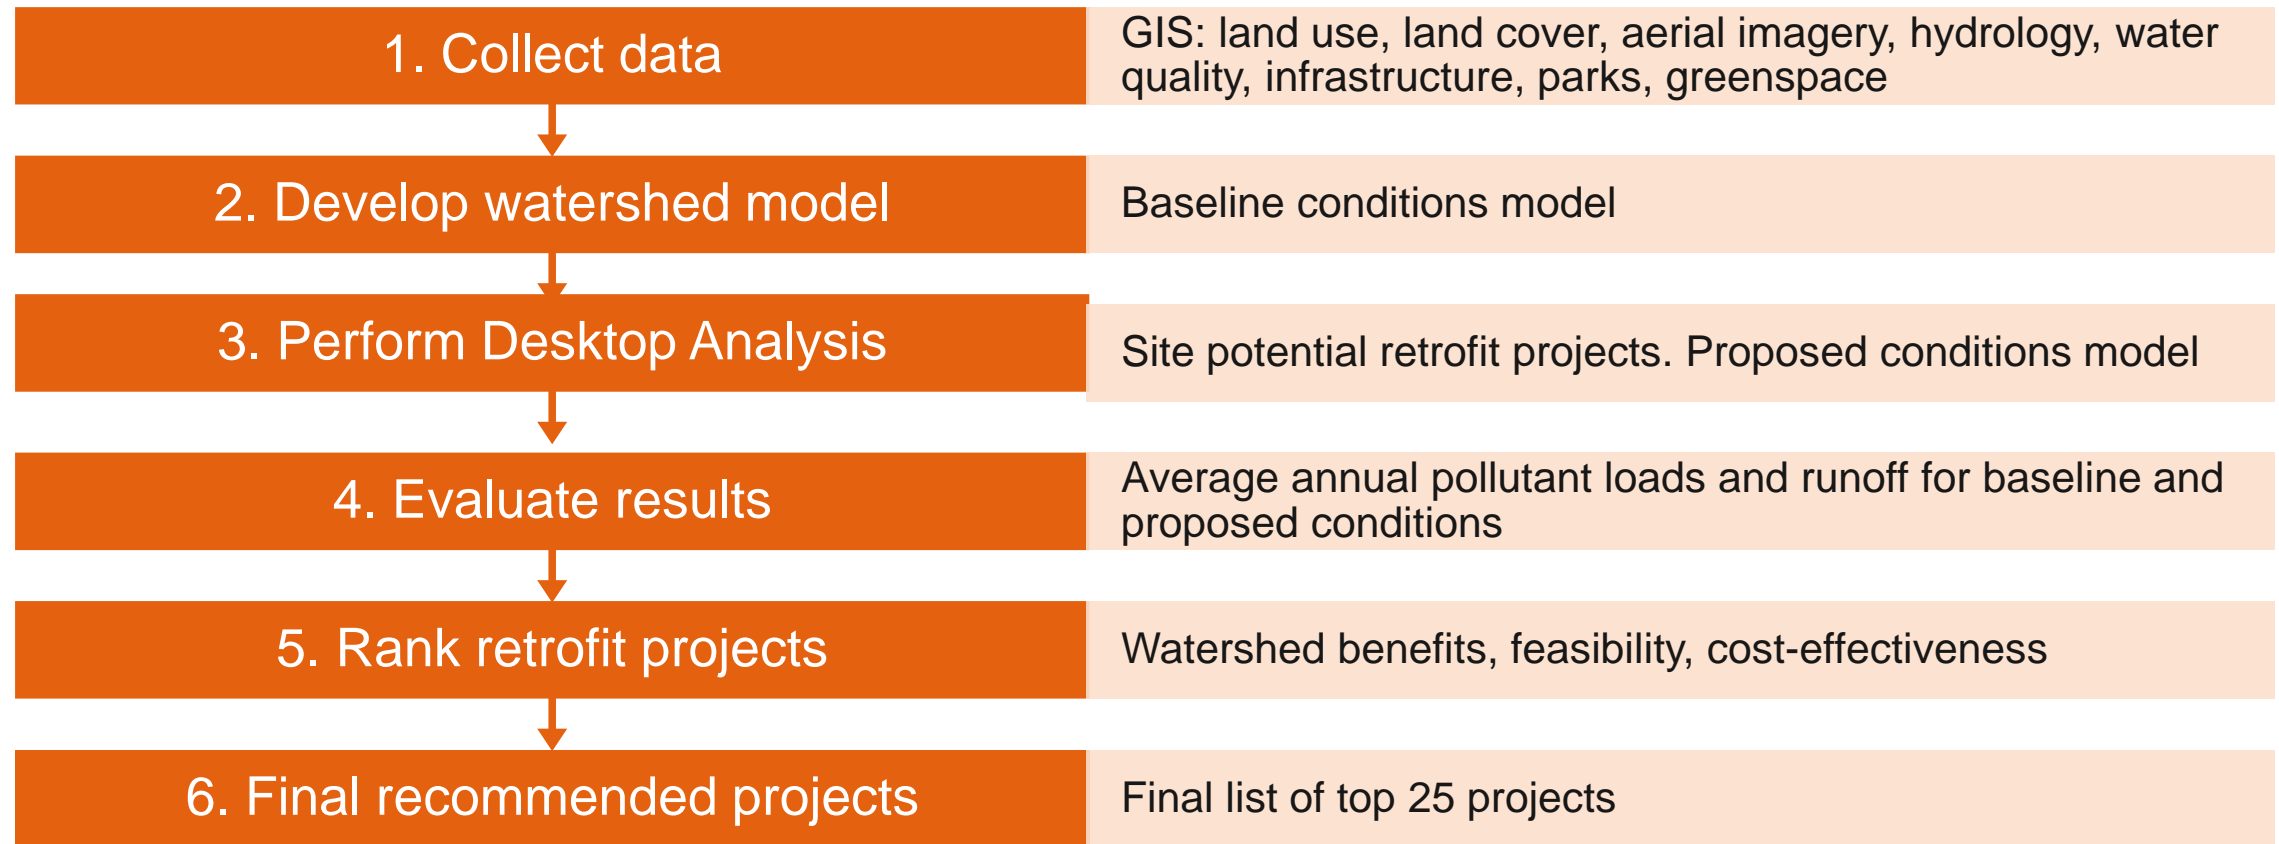 1. Collect data
GIS: land use, land cover, aerial imagery, hydrology, water
quality, infrastructure, parks, greenspace
2. Develop watershed model
Baseline conditions model
3. Perform Desktop Analysis
Site potential retrofit projects. Proposed conditions model
4. Evaluate results
Average annual pollutant loads and runoff for baseline and
proposed conditions
5. Rank retrofit projects
Watershed benefits, feasibility, cost-effectiveness
6. Final recommended projects
Final list of top 25 projects